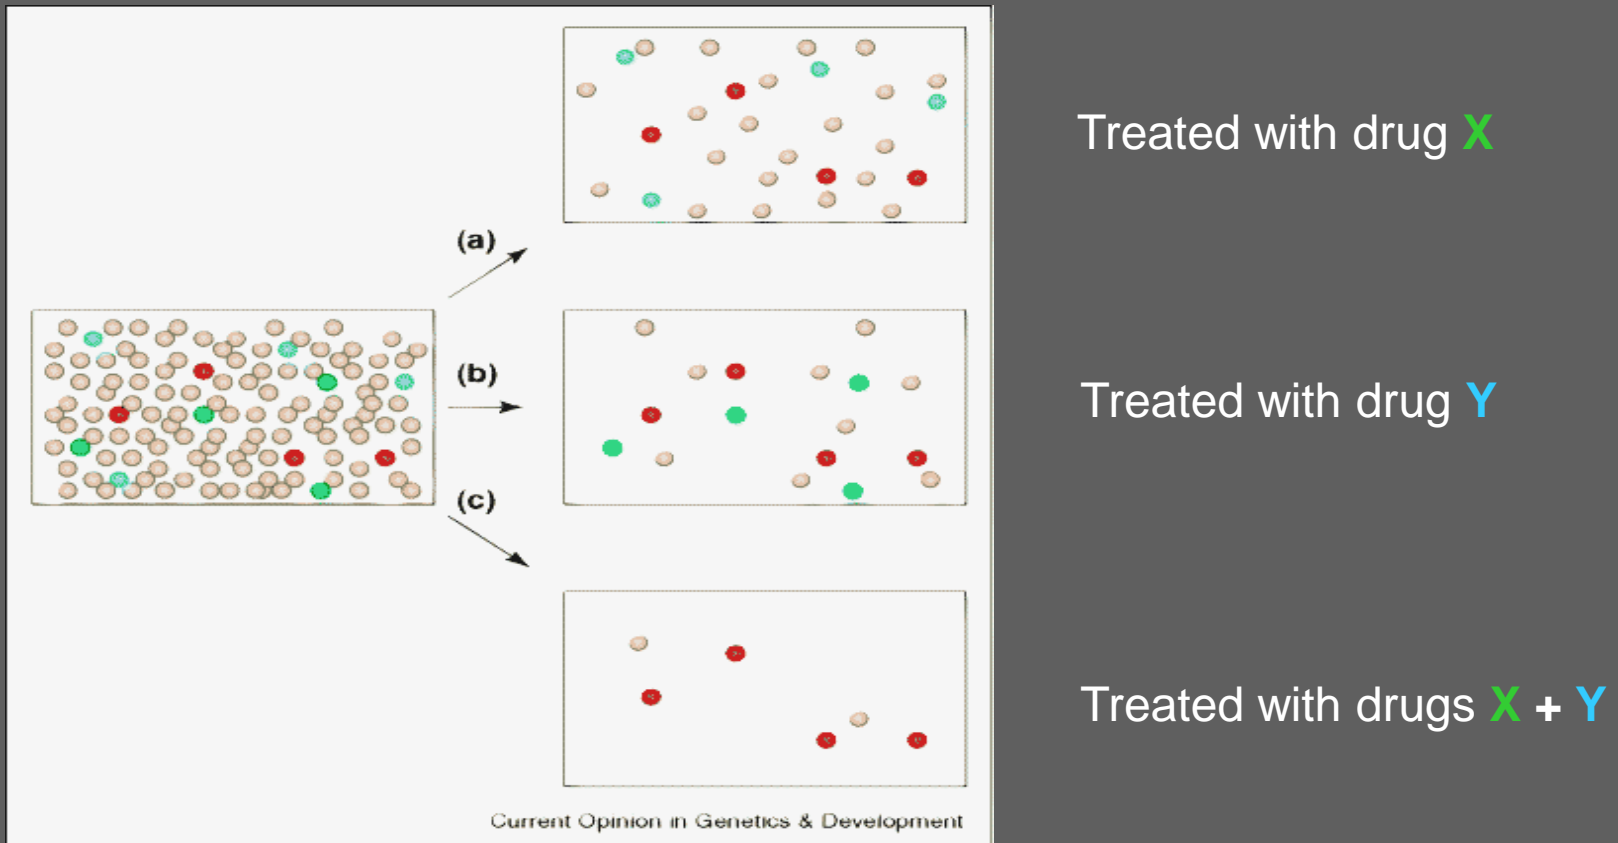 Treated with drug X
(a)
(b)
Treated with drug Y
(c)
Treated with drugs X + Y
Current Opinion in Genetics & Development